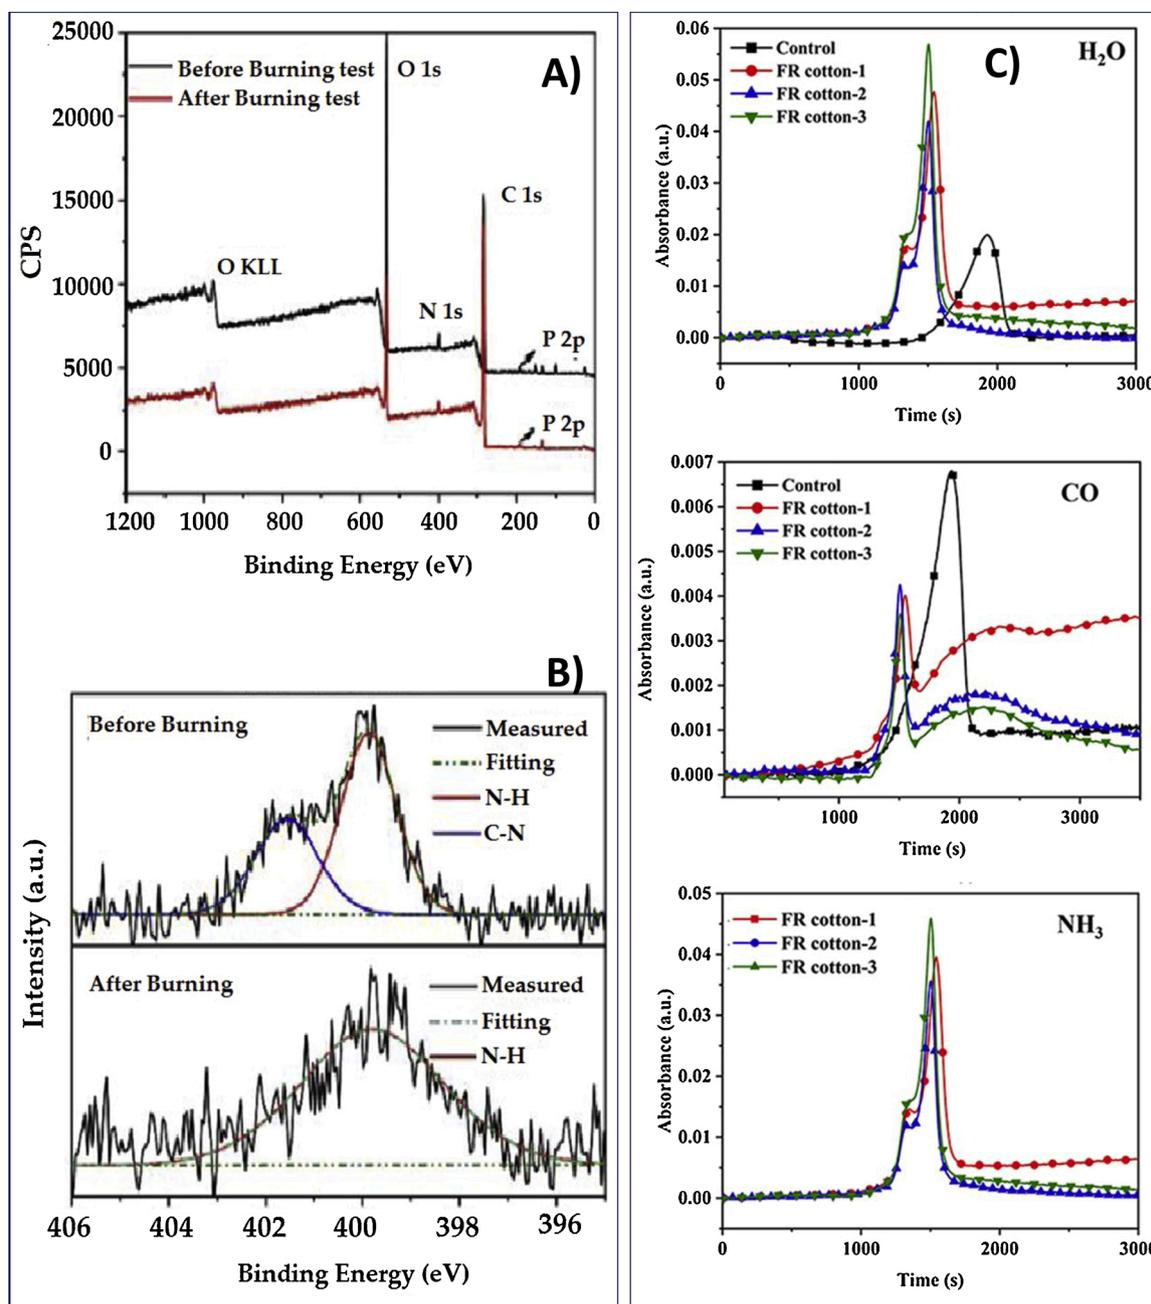 A)
25000
20000
15000
10000
5000
0
CPS
Before Burning test
After Burning test
O 1s
C 1s
O KLL
N 1s
P 2p
P 2p
1200 1000 800 600 400 200 0
Binding Energy (eV)
B)
Before Burning
Measured
Fitting
N-H
C-N
After Burning
Measured
Fitting
N-H
Intensity (a.u.)
406 404 402 400 398 396
Binding Energy (eV)
C)
H2O
Control
FR cotton-1
FR cotton-2
FR cotton-3
0.06
0.05
0.04
0.03
0.02
0.01
0.00
Absorbance (a.u.)
0 1000 2000 3000
Time (s)
CO
Control
FR cotton-1
FR cotton-2
FR cotton-3
0.007
0.006
0.005
0.004
0.003
0.002
0.001
0.000
Absorbance (a.u.)
1000 2000 3000
Time (s)
NH3
FR cotton-1
FR cotton-2
FR cotton-3
0.05
0.04
0.03
0.02
0.01
0.00
Absorbance (a.u.)
0 1000 2000 3000
Time (s)